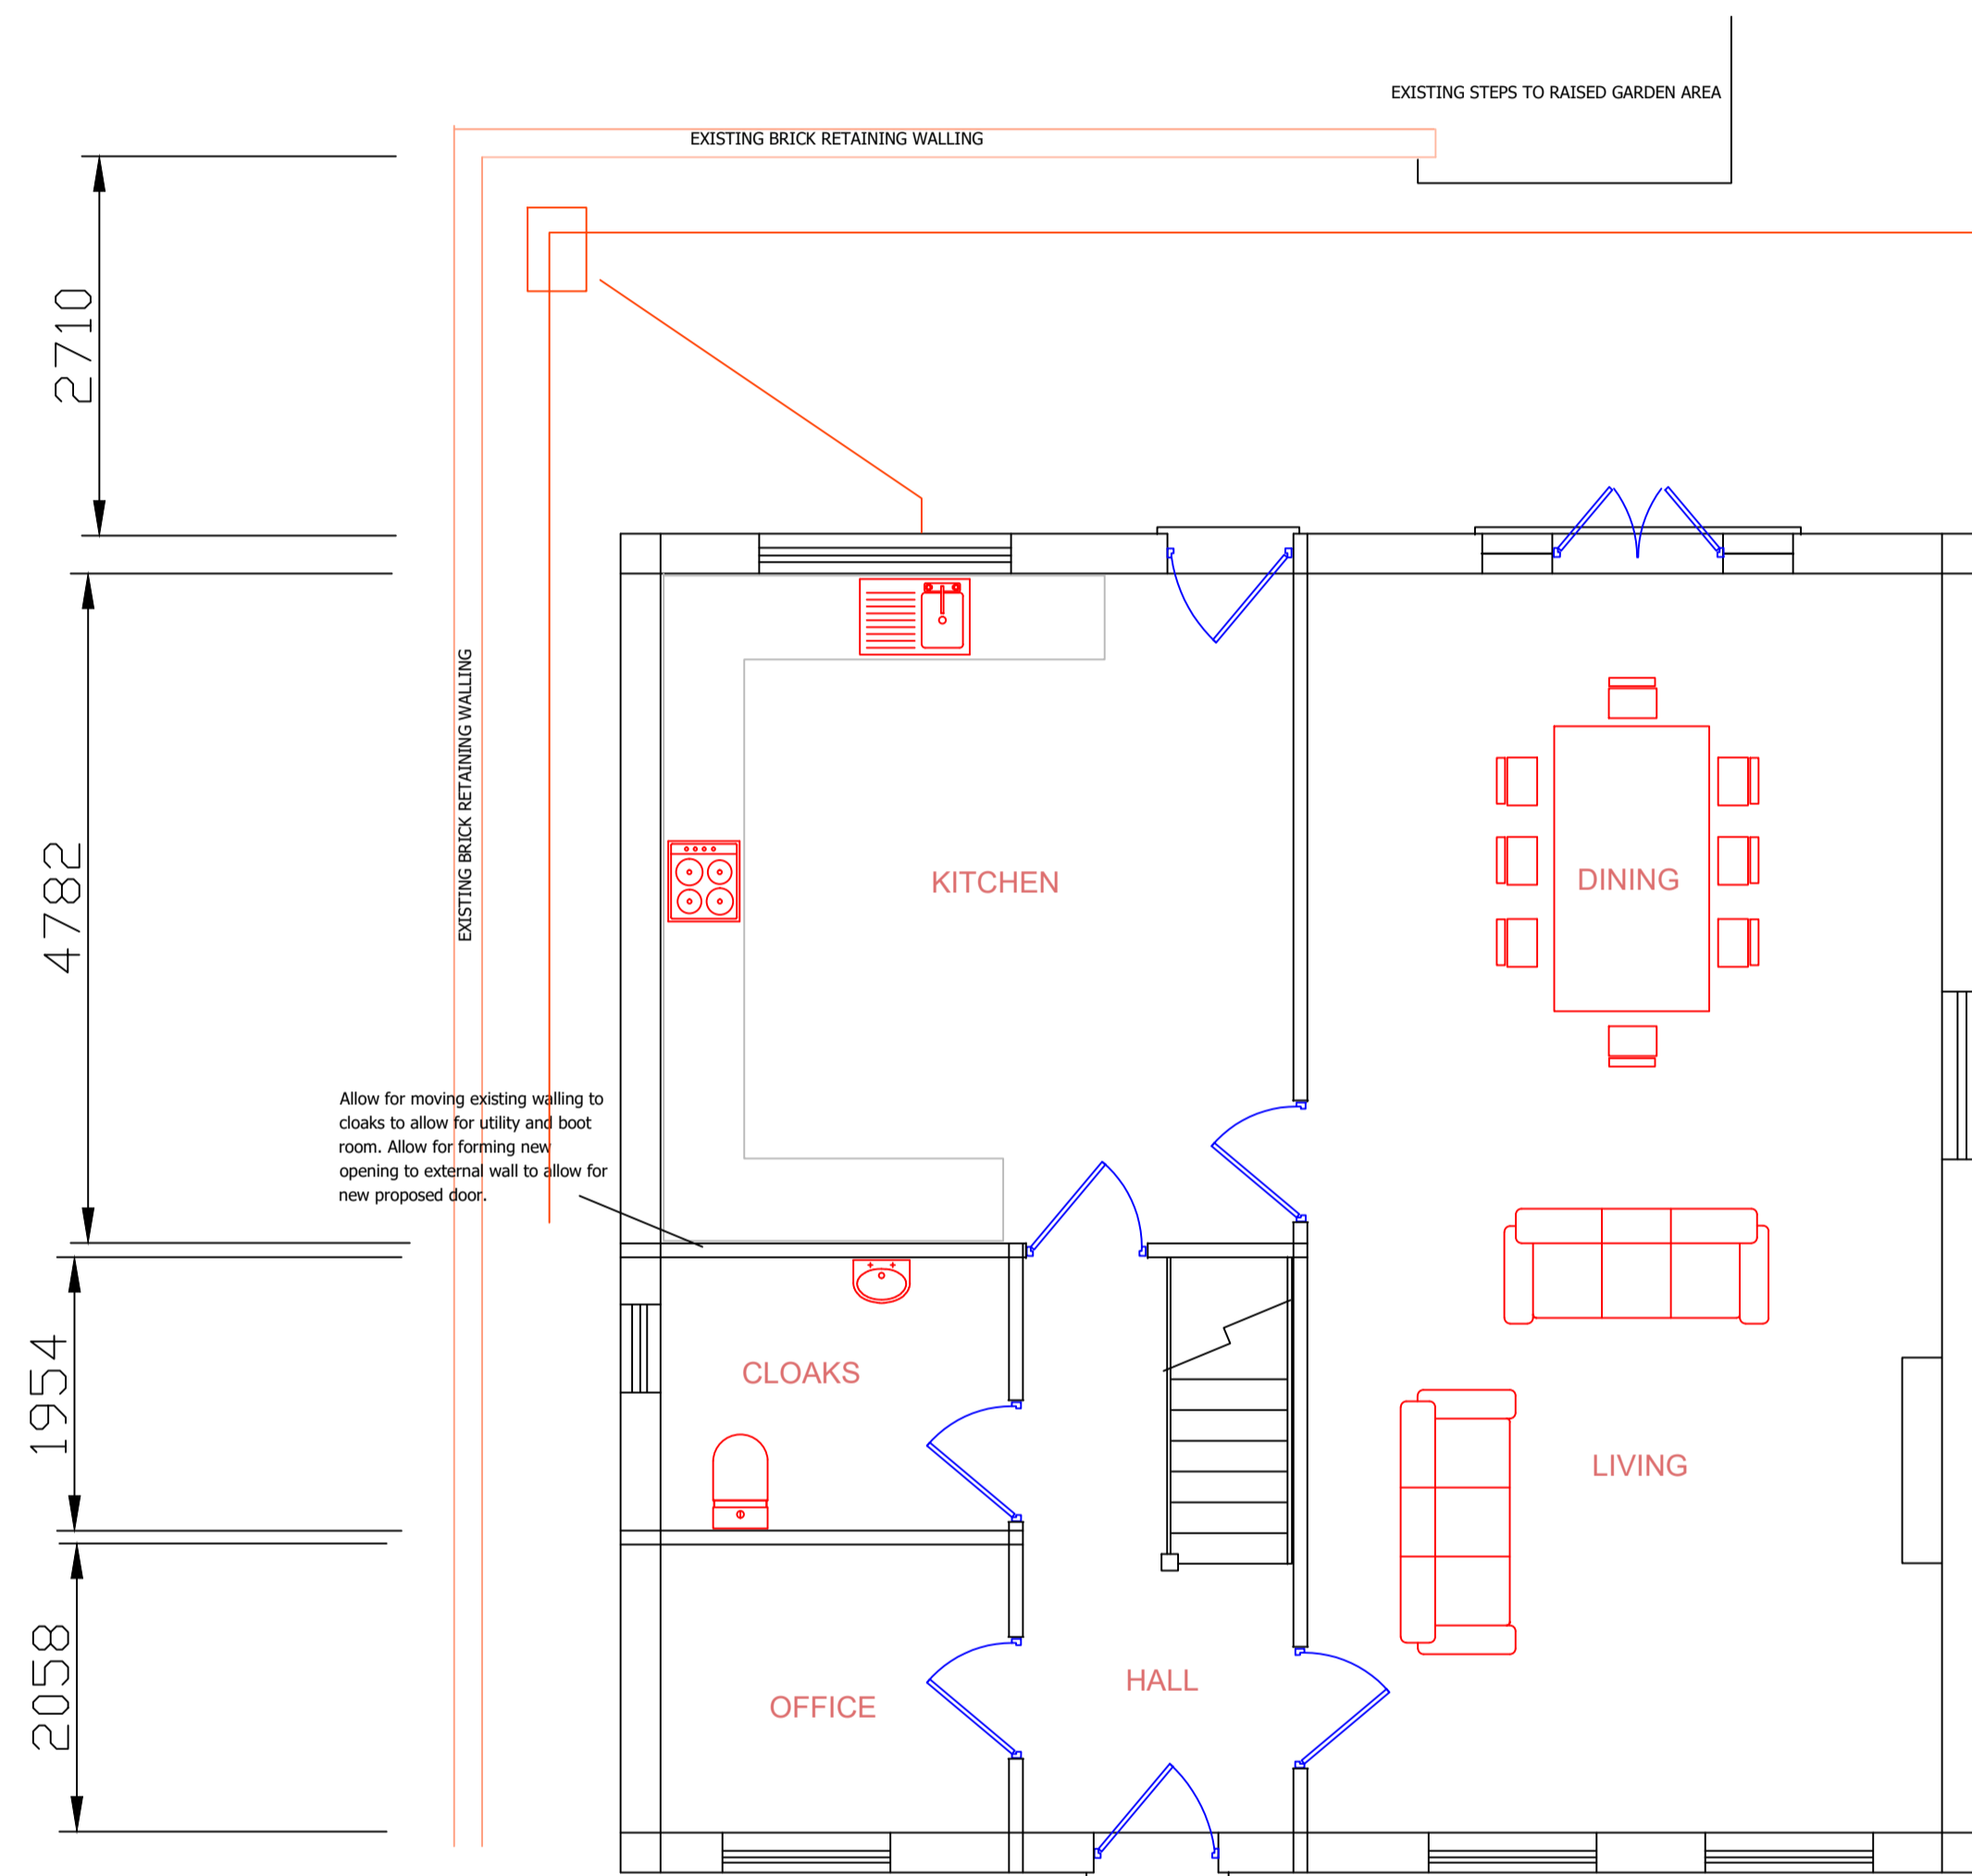 EXISTING STEPS TO RAISED GARDEN AREA
EXISTING BRICK RETAINING WALLING
2710
4782
EXISTING BRICK RETAINING WALLING
KITCHEN
DINING
Allow for moving existing walling to
cloaks to allow for utility and boot
room. Allow for forming new
opening to external wall to allow for
new proposed door.
1954
CLOAKS
LIVING
2058
OFFICE
HALL